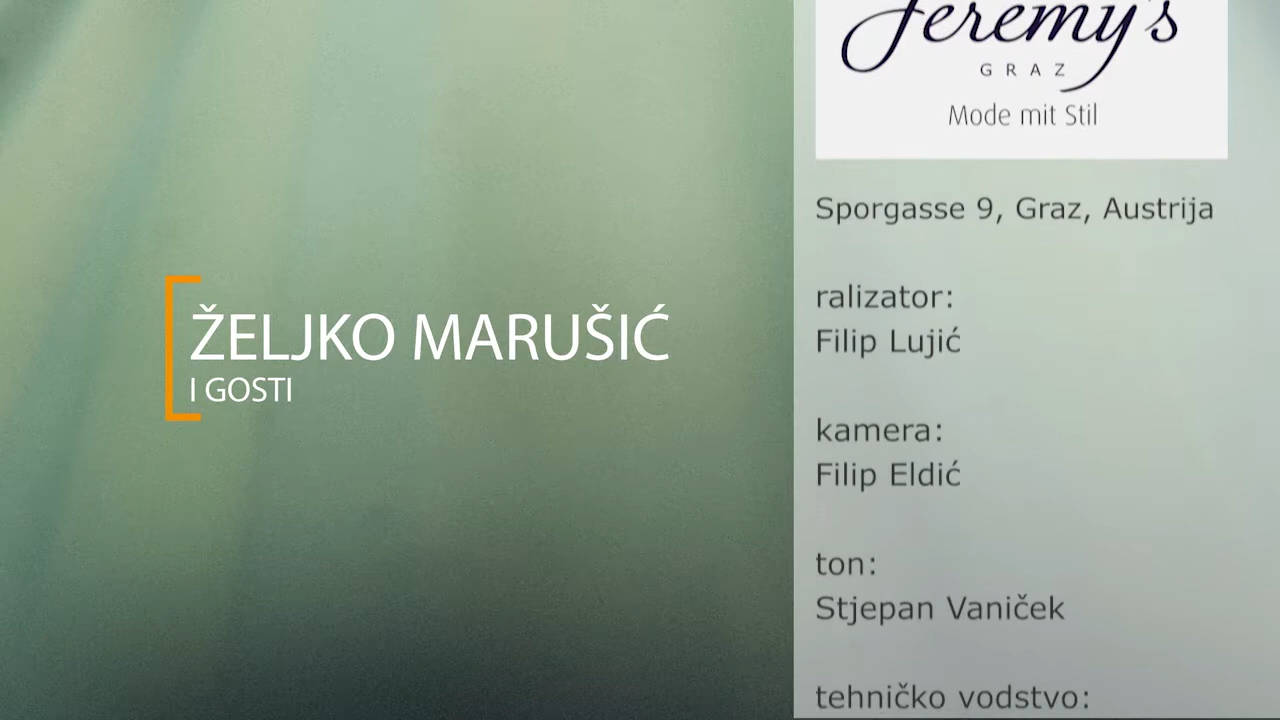 ŽELJKO MARUŠIĆ
I GOSTI
Jeremy's
GRAZ
Mode mit Stil
Sporgasse 9, Graz, Austrija
ralizator:
Filip Lujić
kamera:
Filip Eldić
ton:
Stjepan Vaniček
tehničko vodstvo: